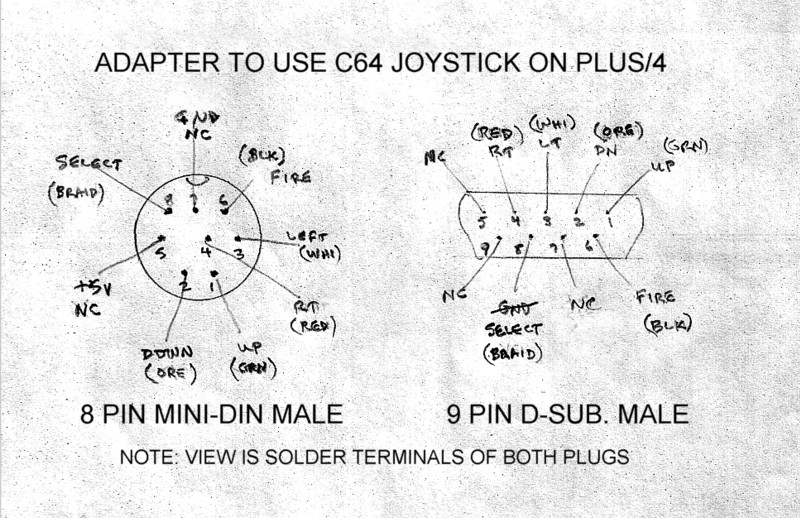 ADAPTER TO USE C64 JOYSTICK ON PLUS/4
GND
NC
SELECT
(BRAID)
(BLK)
FIRE
8 7 6
5 4 3
2 1
LEFT
(WHI)
+5V
NC
RT
(RED)
DOWN
(ORE)
UP
(GRN)
8 PIN MINI-DIN MALE
NC
(RED)
RT
(WHI)
LT
(ORE)
DN
(GRN)
UP
5 4 3 2 1
9 8 7 6
NC
GND
SELECT
(BRAID)
NC
FIRE
(BLK)
9 PIN D-SUB. MALE
NOTE: VIEW IS SOLDER TERMINALS OF BOTH PLUGS